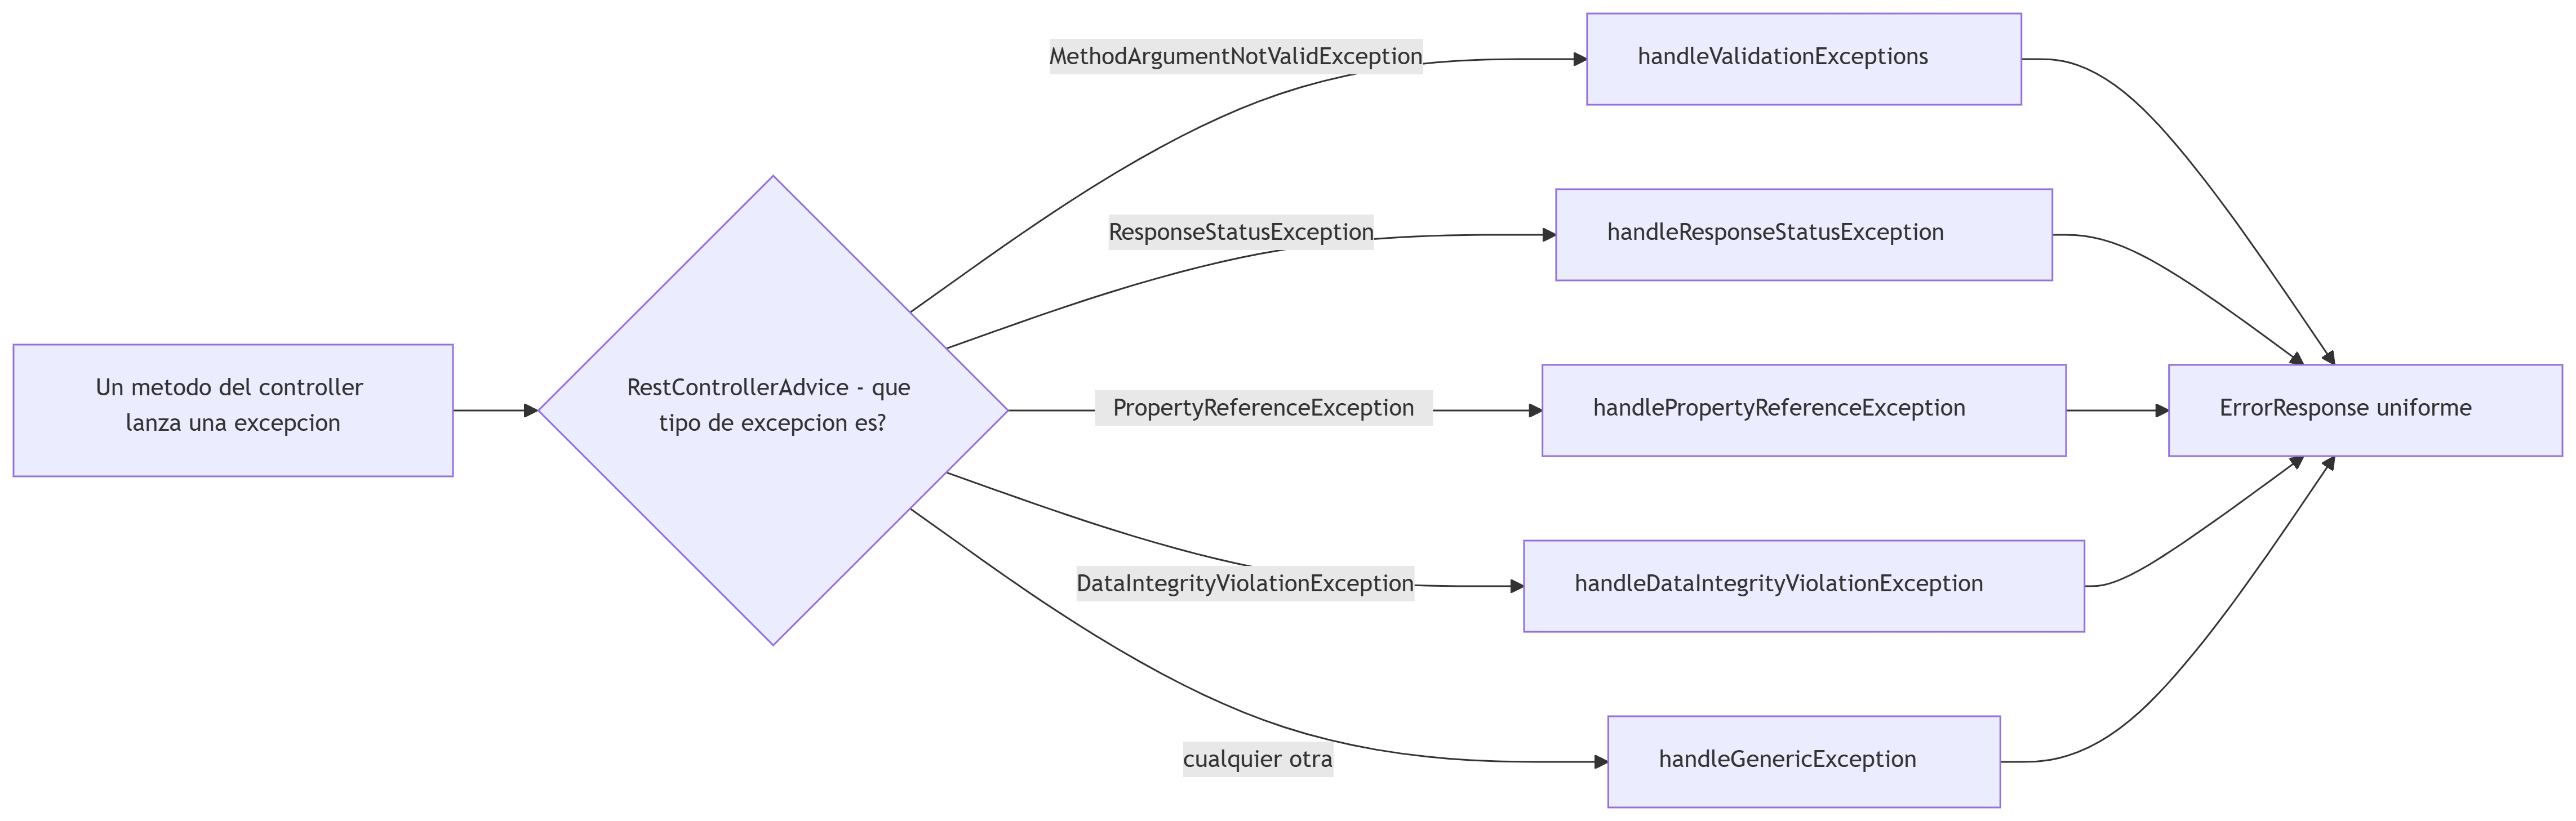 Un metodo del controller
lanza una excepcion
RestControllerAdvice - que
tipo de excepcion es?
MethodArgumentNotValidException
handleValidationExceptions
ResponseStatusException
handleResponseStatusException
PropertyReferenceException
handlePropertyReferenceException
DataIntegrityViolationException
handleDataIntegrityViolationException
cualquier otra
handleGenericException
ErrorResponse uniforme